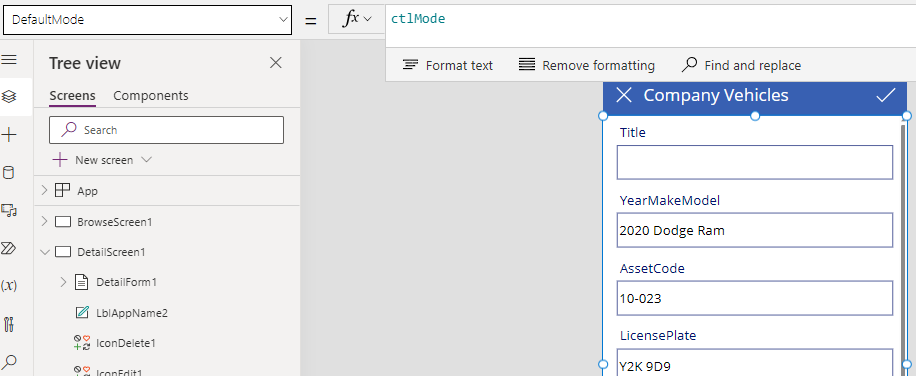 DefaultMode = fx ctlMode
Format text Remove formatting Find and replace
Tree view
Screens Components
Search
New screen
App
BrowseScreen1
DetailScreen1
DetailForm1
LblAppName2
IconDelete1
IconEdit1
(x)
Company Vehicles
Title
YearMakeModel
2020 Dodge Ram
AssetCode
10-023
LicensePlate
Y2K 9D9